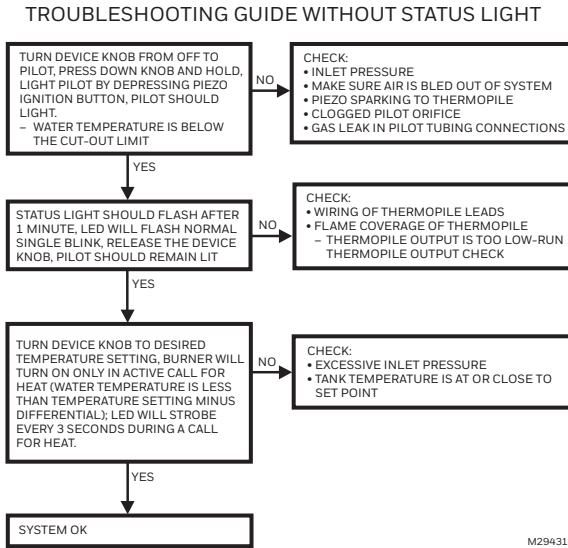 TROUBLESHOOTING GUIDE WITHOUT STATUS LIGHT
TURN DEVICE KNOB FROM OFF TO
PILOT, PRESS DOWN KNOB AND HOLD,
LIGHT PILOT BY DEPRESSING PIEZO
IGNITION BUTTON, PILOT SHOULD
LIGHT.
– WATER TEMPERATURE IS BELOW
THE CUT-OUT LIMIT
NO
CHECK:
• INLET PRESSURE
• MAKE SURE AIR IS BLED OUT OF SYSTEM
• PIEZO SPARKING TO THERMOPILE
• CLOGGED PILOT ORIFICE
• GAS LEAK IN PILOT TUBING CONNECTIONS
YES
STATUS LIGHT SHOULD FLASH AFTER
1 MINUTE, LED WILL FLASH NORMAL
SINGLE BLINK, RELEASE THE DEVICE
KNOB, PILOT SHOULD REMAIN LIT
NO
CHECK:
• WIRING OF THERMOPILE LEADS
• FLAME COVERAGE OF THERMOPILE
– THERMOPILE OUTPUT IS TOO LOW-RUN
THERMOPILE OUTPUT CHECK
YES
TURN DEVICE KNOB TO DESIRED
TEMPERATURE SETTING, BURNER WILL
TURN ON ONLY IN ACTIVE CALL FOR
HEAT (WATER TEMPERATURE IS LESS
THAN TEMPERATURE SETTING MINUS
DIFFERENTIAL); LED WILL STROBE
EVERY 3 SECONDS DURING A CALL
FOR HEAT.
NO
CHECK:
• EXCESSIVE INLET PRESSURE
• TANK TEMPERATURE IS AT OR CLOSE TO
SET POINT
YES
SYSTEM OK
M29431